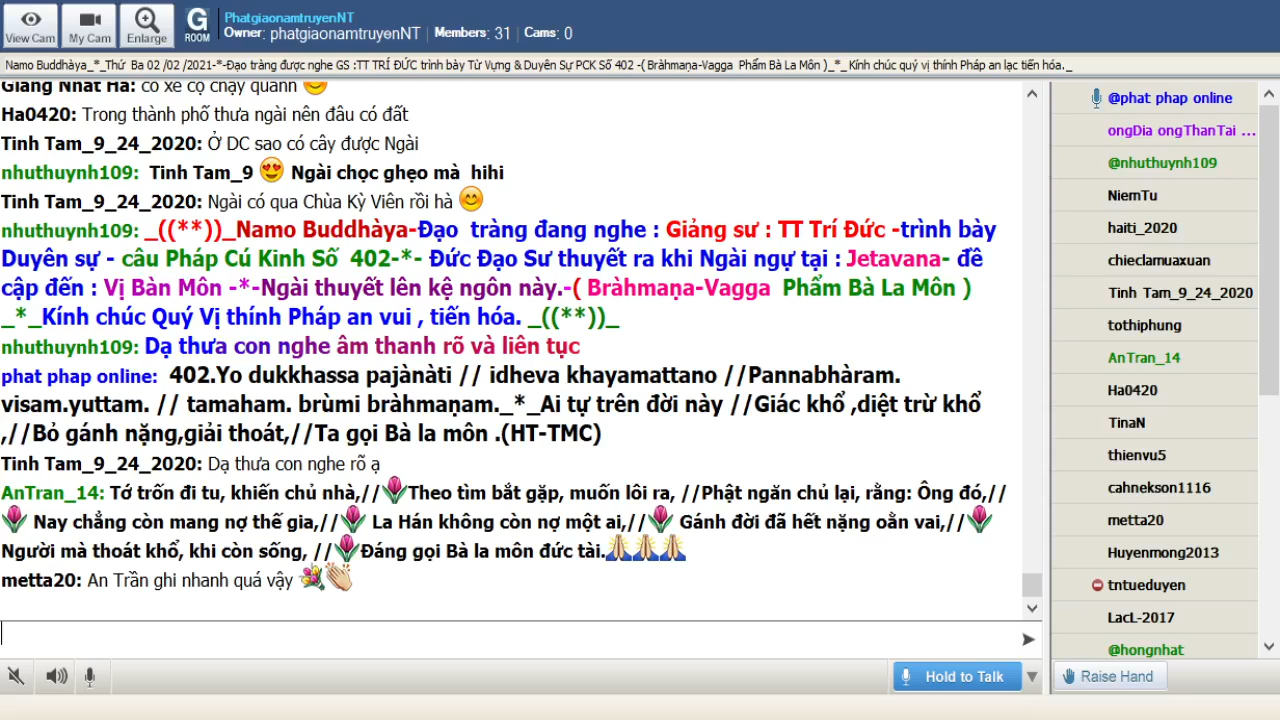 View Cam
My Cam
Enlarge
G
ROOM
PhatgiaonamtruyenNT
Owner: phatgiaonamtruyenNT | Members: 31 | Cams: 0
Namo Buddhàya_*_Thứ Ba 02 /02 /2021-*-Đạo tràng được nghe GS :TT TRÍ ĐỨC trình bày Từ Vựng & Duyên Sự PCK Số 402 -( Bràhmaṇa-Vagga Phẩm Bà La Môn )_*_ Kính chúc quý vị thính Pháp an lạc tiến hóa._
Giang Nhat Ha: có xe cộ chạy quanh
Ha0420: Trong thành phố thưa ngài nên đâu có đất
Tinh Tam_9_24_2020: Ở DC sao có cây được Ngài
nhuthuynh109: Tinh Tam_9 Ngài chọc ghẹo mà hihi
Tinh Tam_9_24_2020: Ngài có qua Chùa Kỳ Viên rồi hà
nhuthuynh109: _((**))_Namo Buddhàya-Đạo tràng đang nghe : Giảng sư : TT Trí Đức -trình bày
Duyên sự - câu Pháp Cú Kinh Số 402-*- Đức Đạo Sư thuyết ra khi Ngài ngự tại : Jetavana- đề
cập đến : Vị Bàn Môn -*-Ngài thuyết lên kệ ngôn này.-( Bràhmaṇa-Vagga Phẩm Bà La Môn )
_*_Kính chúc Quý Vị thính Pháp an vui , tiến hóa. _((**))_
nhuthuynh109: Dạ thưa con nghe âm thanh rõ và liên tục
phat phap online: 402.Yo dukkhassa pajànàti // idheva khayamattano //Pannabhàram.
visam.yuttam. // tamaham. brùmi bràhmaṇam._*_Ai tự trên đời này //Giác khổ ,diệt trừ khổ
,//Bỏ gánh nặng,giải thoát,//Ta gọi Bà la môn .(HT-TMC)
Tinh Tam_9_24_2020: Dạ thưa con nghe rõ ạ
AnTran_14: Tớ trốn đi tu, khiến chủ nhà,//Theo tìm bắt gặp, muốn lôi ra, //Phật ngăn chủ lại, rằng: Ông đó,//
Nay chẳng còn mang nợ thế gia,// La Hán không còn nợ một ai,// Gánh đời đã hết nặng oằn vai,//
Người mà thoát khổ, khi còn sống, //Đáng gọi Bà la môn đức tài.
metta20: An Trần ghi nhanh quá vậy
@phat phap online
ongDia ongThanTai ...
@nhuthuynh109
NiemTu
haiti_2020
chieclamuaxuan
Tinh Tam_9_24_2020
tothiphung
AnTran_14
Ha0420
TinaN
thienvu5
cahnekson1116
metta20
Huyenmong2013
tntueduyen
LacL-2017
@hongnhat
Hold to Talk
Raise Hand